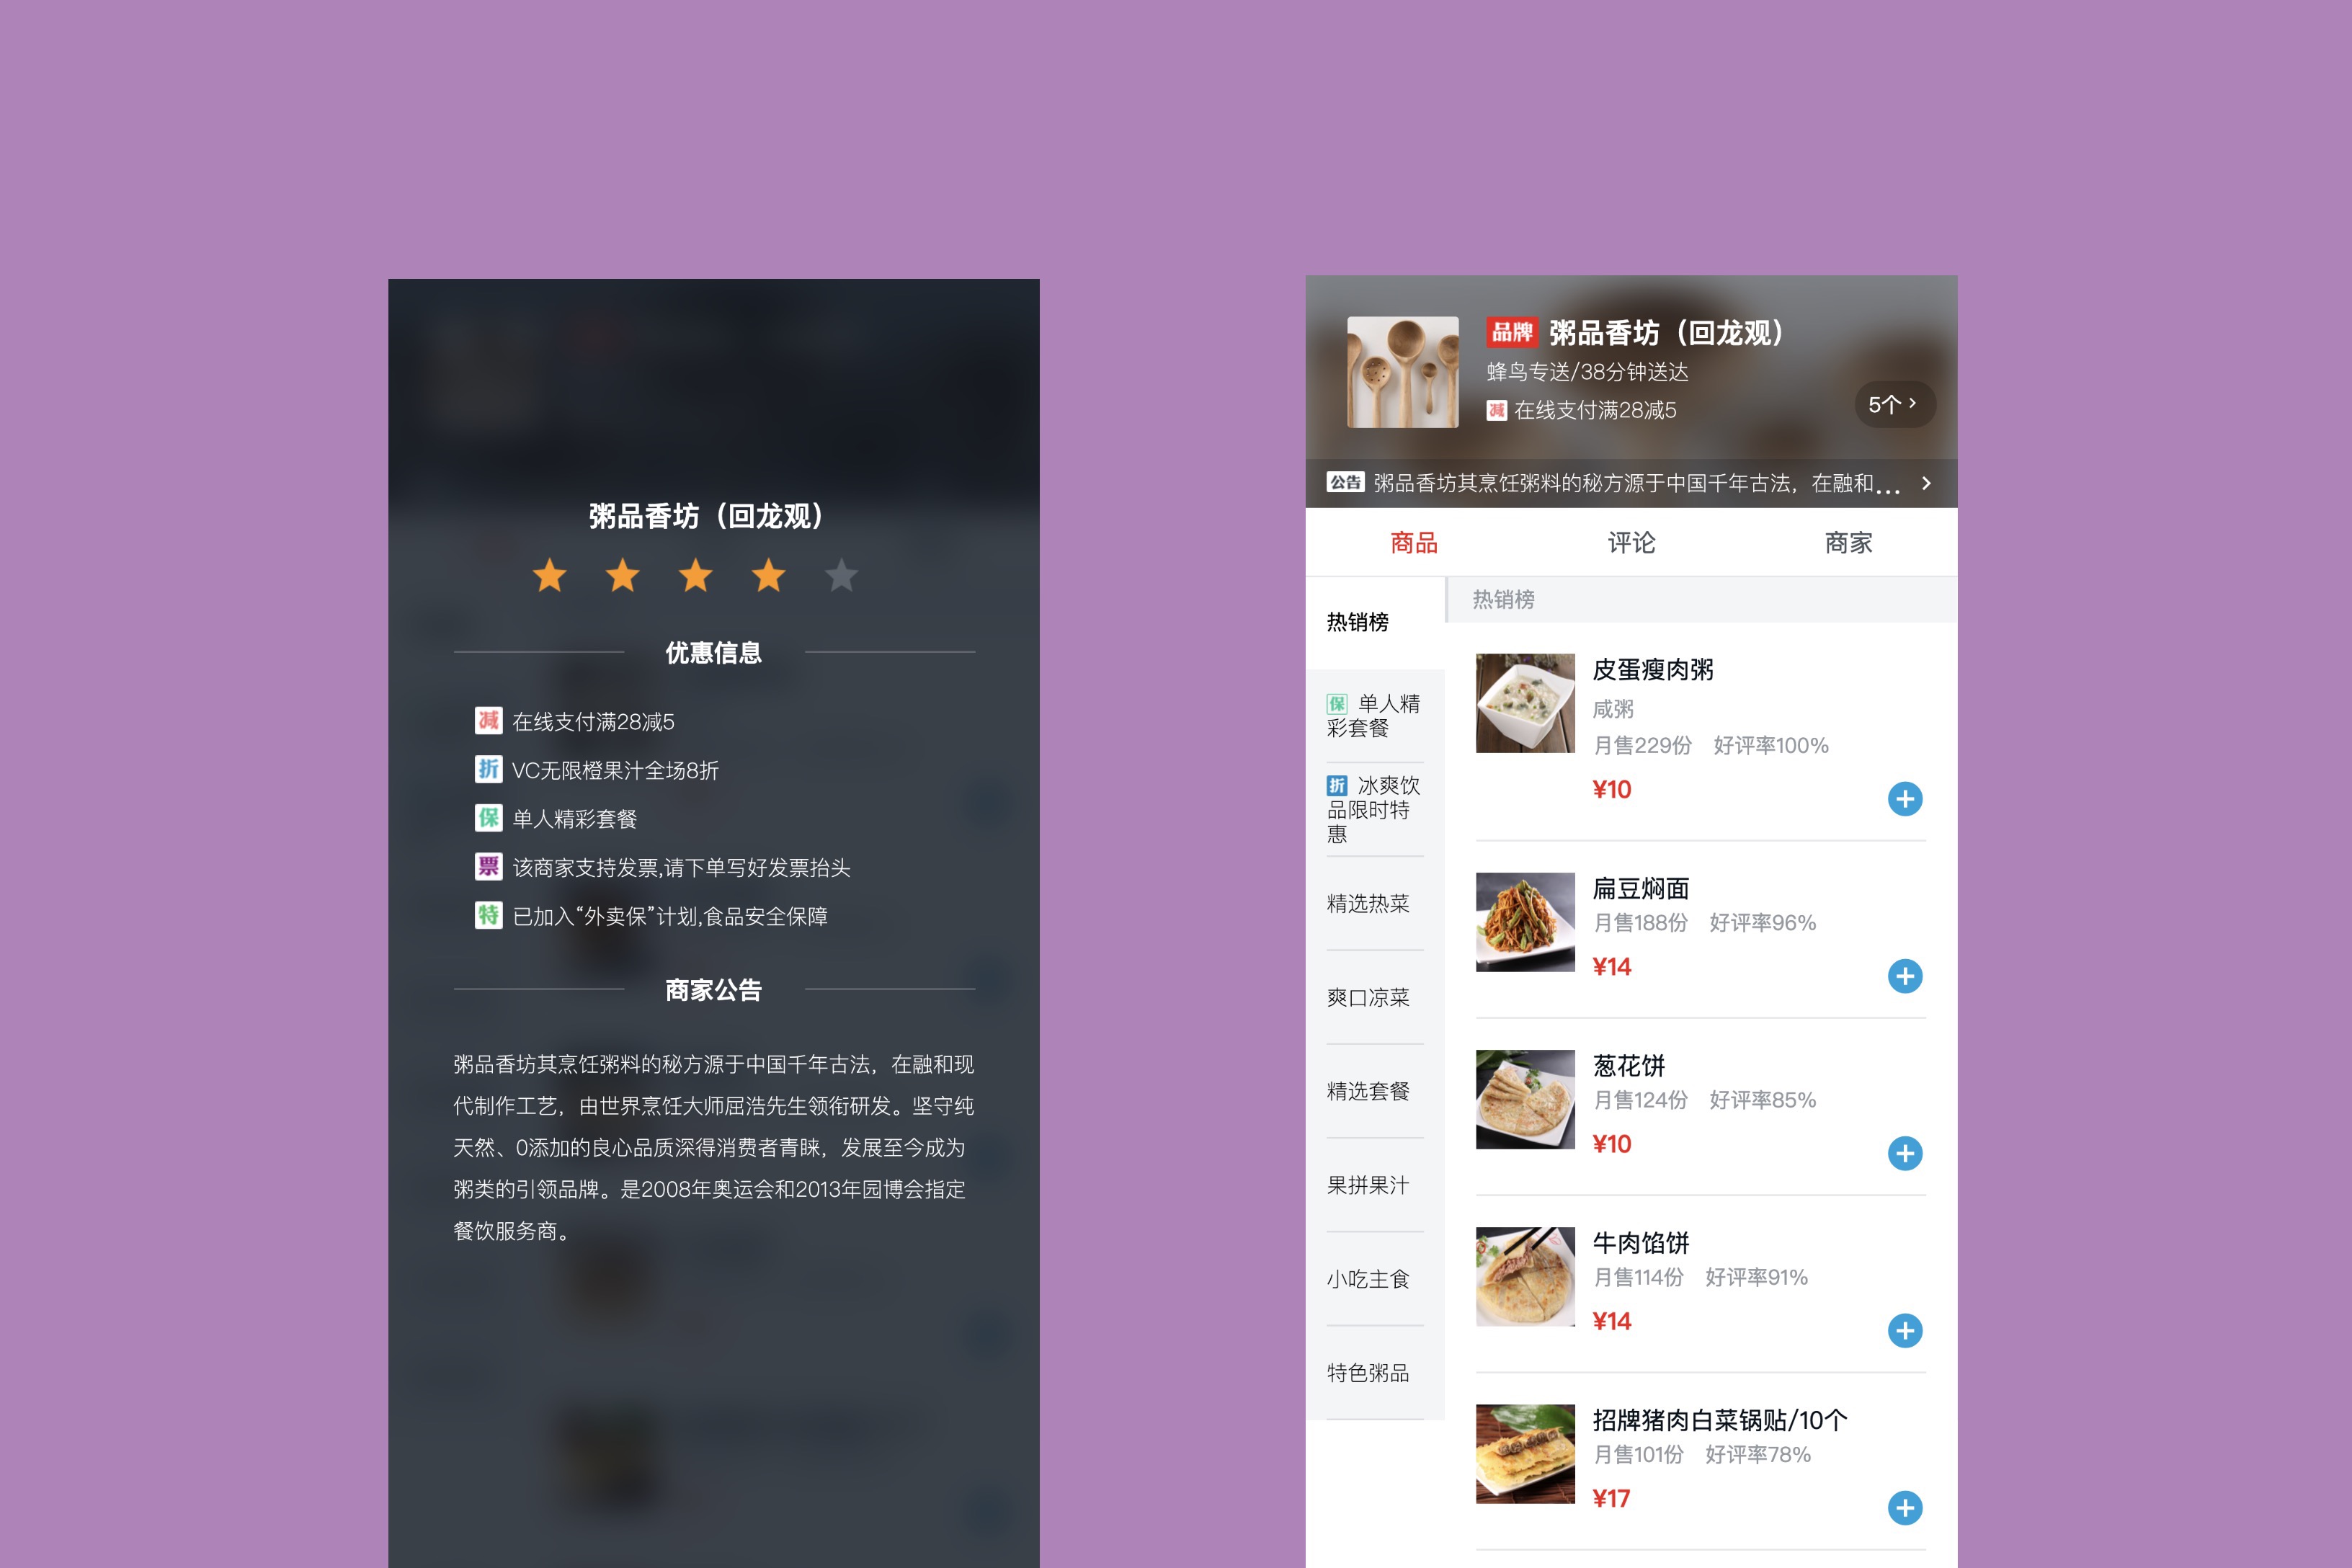 粥品香坊（回龙观）
优惠信息
减 在线支付满28减5
折 VC无限橙果汁全场8折
保 单人精彩套餐
票 该商家支持发票,请下单写好发票抬头
特 已加入“外卖保”计划,食品安全保障
商家公告
粥品香坊其烹饪粥料的秘方源于中国千年古法，在融和现
代制作工艺，由世界烹饪大师屈浩先生领衔研发。坚守纯
天然、0添加的良心品质深得消费者青睐，发展至今成为
粥类的引领品牌。是2008年奥运会和2013年园博会指定
餐饮服务商。
品牌 粥品香坊（回龙观）
蜂鸟专送/38分钟送达
减 在线支付满28减5
5个
公告 粥品香坊其烹饪粥料的秘方源于中国千年古法，在融和...
商品 评论 商家
热销榜
保 单人精
彩套餐
折 冰爽饮
品限时特
惠
精选热菜
爽口凉菜
精选套餐
果拼果汁
小吃主食
特色粥品
热销榜
皮蛋瘦肉粥
咸粥
月售229份 好评率100%
¥10
扁豆焖面
月售188份 好评率96%
¥14
葱花饼
月售124份 好评率85%
¥10
牛肉馅饼
月售114份 好评率91%
¥14
招牌猪肉白菜锅贴/10个
月售101份 好评率78%
¥17